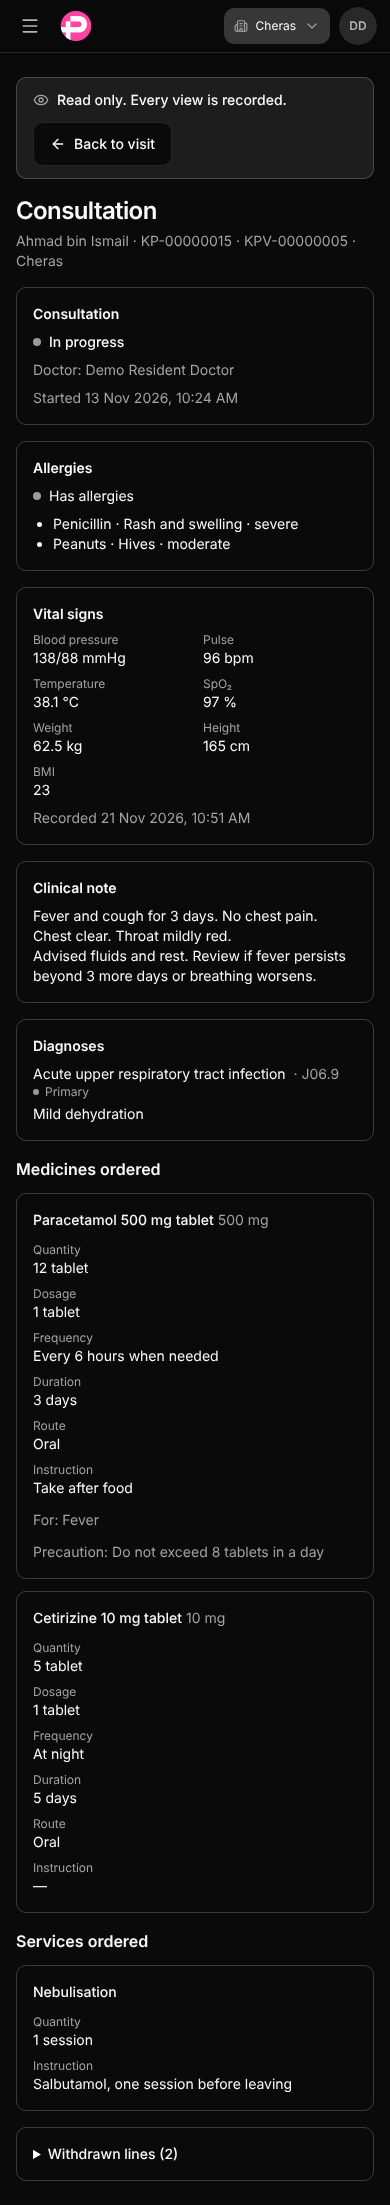 Cheras
DD
Read only. Every view is recorded.
Back to visit
Consultation
Ahmad bin Ismail · KP-00000015 · KPV-00000005 ·
Cheras
Consultation
In progress
Doctor: Demo Resident Doctor
Started 13 Nov 2026, 10:24 AM
Allergies
Has allergies
• Penicillin · Rash and swelling · severe
• Peanuts · Hives · moderate
Vital signs
Blood pressure Pulse
138/88 mmHg 96 bpm
Temperature SpO₂
38.1 °C 97 %
Weight Height
62.5 kg 165 cm
BMI
23
Recorded 21 Nov 2026, 10:51 AM
Clinical note
Fever and cough for 3 days. No chest pain.
Chest clear. Throat mildly red.
Advised fluids and rest. Review if fever persists
beyond 3 more days or breathing worsens.
Diagnoses
Acute upper respiratory tract infection · J06.9
Primary
Mild dehydration
Medicines ordered
Paracetamol 500 mg tablet 500 mg
Quantity
12 tablet
Dosage
1 tablet
Frequency
Every 6 hours when needed
Duration
3 days
Route
Oral
Instruction
Take after food
For: Fever
Precaution: Do not exceed 8 tablets in a day
Cetirizine 10 mg tablet 10 mg
Quantity
5 tablet
Dosage
1 tablet
Frequency
At night
Duration
5 days
Route
Oral
Instruction
—
Services ordered
Nebulisation
Quantity
1 session
Instruction
Salbutamol, one session before leaving
Withdrawn lines (2)